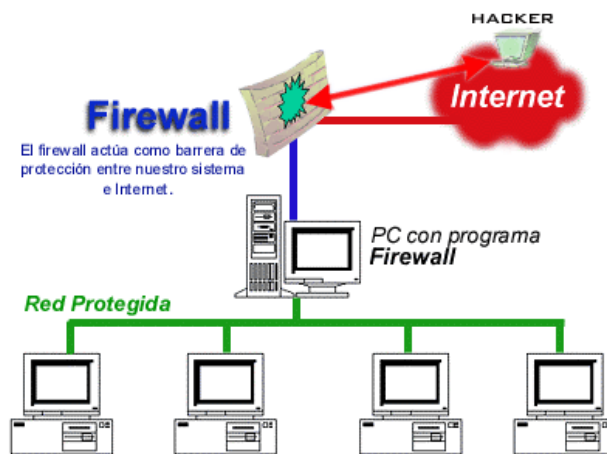 HACKER
Internet
Firewall
El firewall actúa como barrera de
protección entre nuestro sistema
e Internet.
PC con programa
Firewall
Red Protegida